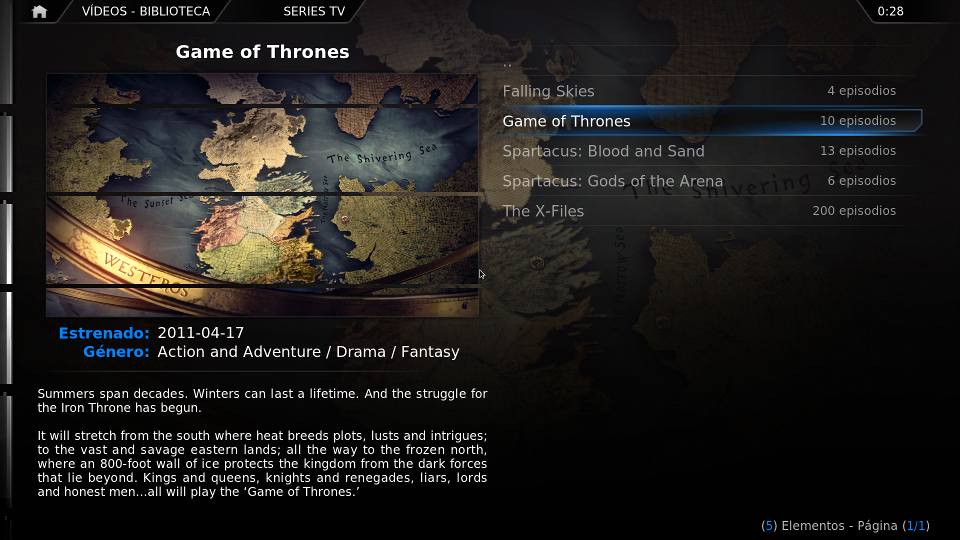 VÍDEOS - BIBLIOTECA
SERIES TV
0:28
Game of Thrones
The Shivering Sea
The Sunset Sea
WESTEROS
Estrenado: 2011-04-17
Género: Action and Adventure / Drama / Fantasy
Summers span decades. Winters can last a lifetime. And the struggle for
the Iron Throne has begun.
It will stretch from the south where heat breeds plots, lusts and intrigues;
to the vast and savage eastern lands; all the way to the frozen north,
where an 800-foot wall of ice protects the kingdom from the dark forces
that lie beyond. Kings and queens, knights and renegades, liars, lords
and honest men...all will play the ‘Game of Thrones.’
..
Falling Skies 4 episodios
Game of Thrones 10 episodios
Spartacus: Blood and Sand 13 episodios
Spartacus: Gods of the Arena 6 episodios
The X-Files 200 episodios
The Shivering Sea
Narrow Sea
(5) Elementos - Página (1/1)